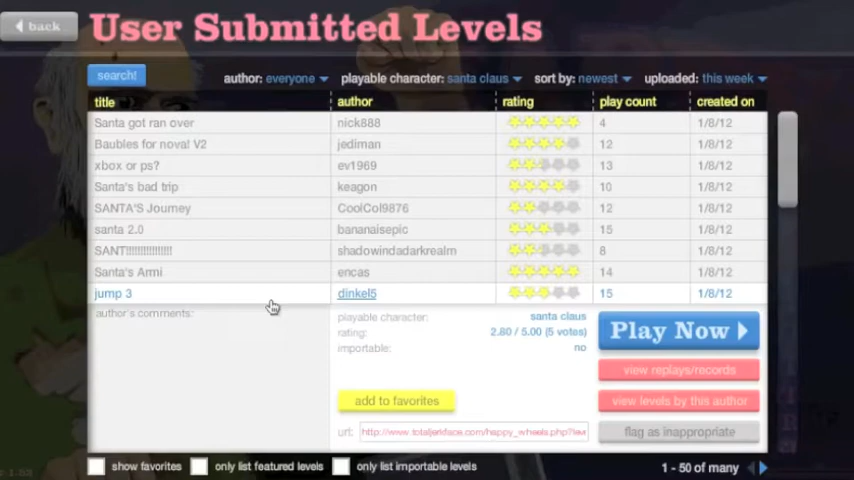 back
User Submitted Levels
search! author: everyone playable character: santa claus sort by: newest uploaded: this week
title author rating play count created on
Santa got ran over nick888 4 1/8/12
Baubles for nova! V2 jediman 12 1/8/12
xbox or ps? ev1969 13 1/8/12
Santa's bad trip keagon 10 1/8/12
SANTA'S Journey CoolCol9876 12 1/8/12
santa 2.0 bananaisepic 15 1/8/12
SANT!!!!!!!!!!!!!!!! shadowindadarkrealm 8 1/8/12
Santa's Armi encas 14 1/8/12
jump 3 dinkel5 15 1/8/12
author's comments:
playable character: santa claus
rating: 2.80 / 5.00 (5 votes)
importable: no
Play Now
view replays/records
add to favorites
view levels by this author
url: http://www.totaljerkface.com/happy_wheels.php?lev
flag as inappropriate
show favorites only list featured levels only list importable levels 1 - 50 of many